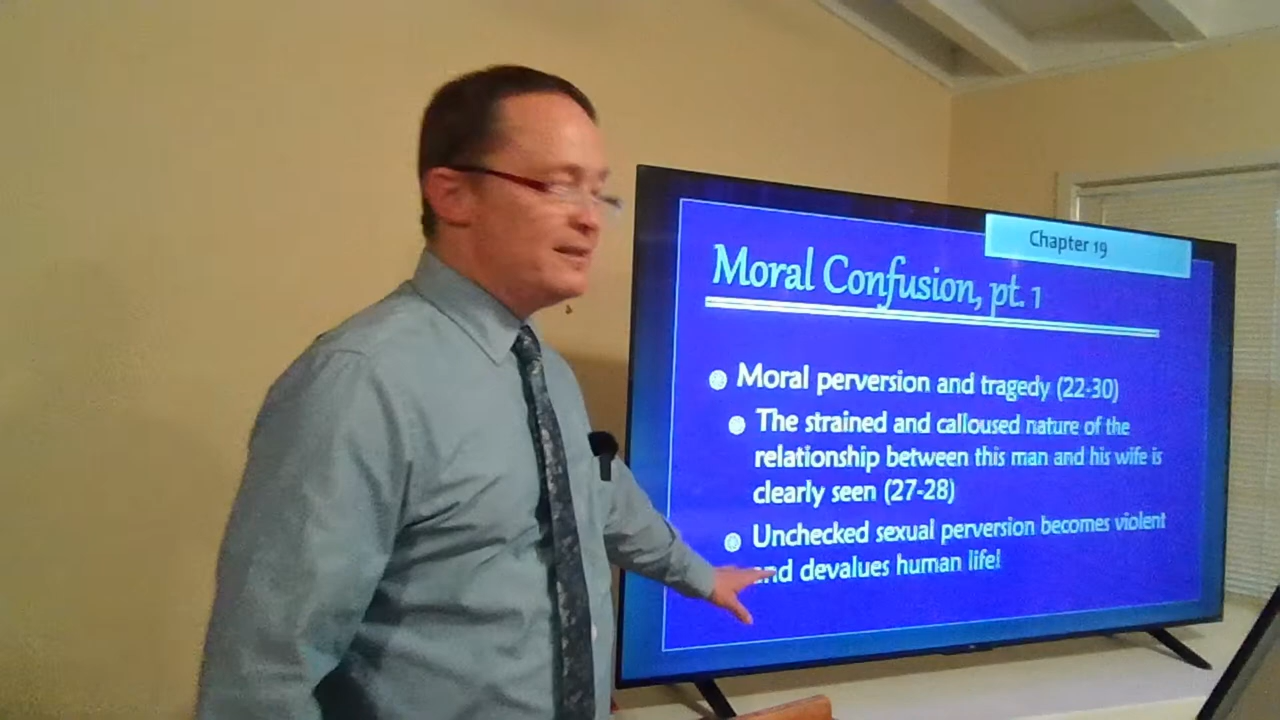 Chapter 19
Moral Confusion, pt. 1
Moral perversion and tragedy (22-30)
The strained and calloused nature of the
relationship between this man and his wife is
clearly seen (27-28)
Unchecked sexual perversion becomes violent
and devalues human life!